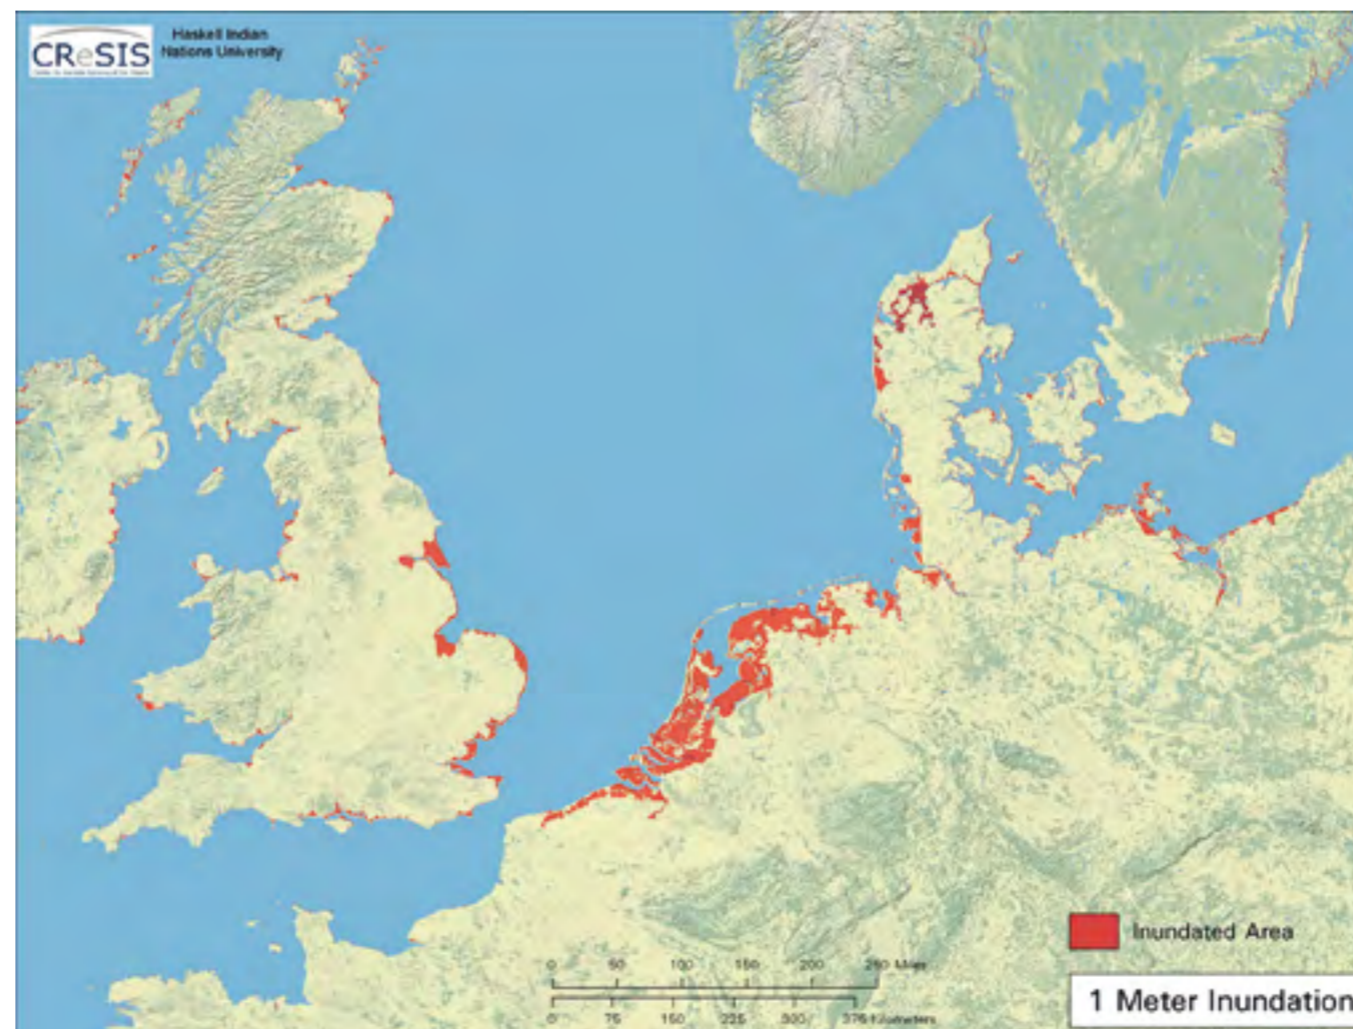 CReSIS
Haskell Indian
Nations University
Inundated Area
0 50 100 150 200 250 Miles
0 75 150 225 300 375 Kilometers
1 Meter Inundation